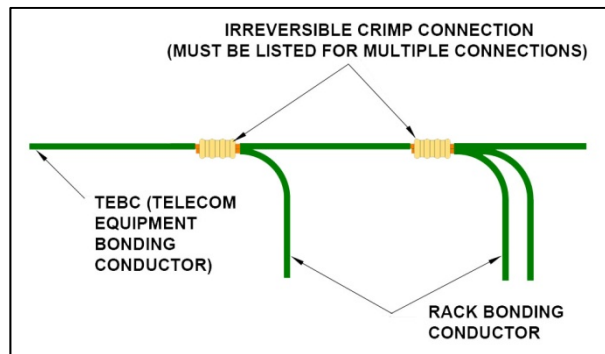 IRREVERSIBLE CRIMP CONNECTION
(MUST BE LISTED FOR MULTIPLE CONNECTIONS)
TEBC (TELECOM
EQUIPMENT
BONDING
CONDUCTOR)
RACK BONDING
CONDUCTOR